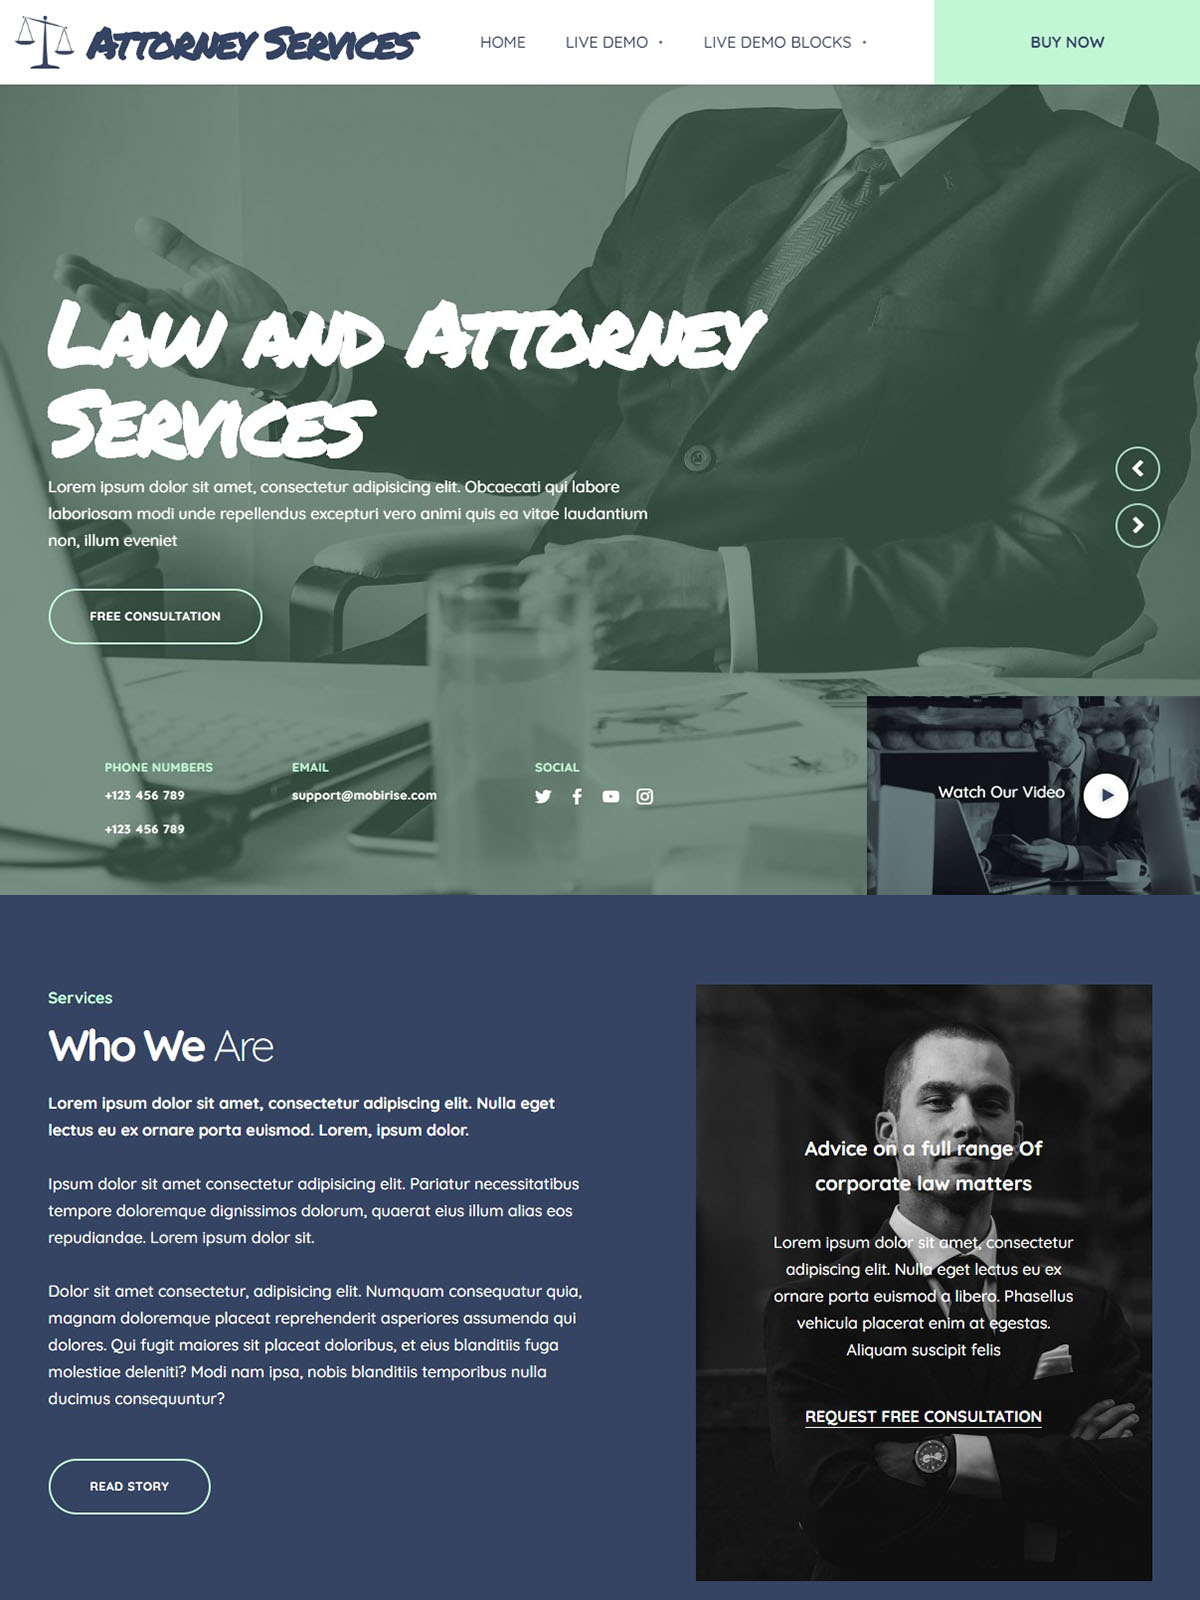 Attorney Services
HOME
LIVE DEMO
LIVE DEMO BLOCKS
BUY NOW
Law and Attorney
Services
Lorem ipsum dolor sit amet, consectetur adipisicing elit. Obcaecati qui labore
laboriosam modi unde repellendus excepturi vero animi quis ea vitae laudantium
non, illum eveniet
FREE CONSULTATION
PHONE NUMBERS
+123 456 789
+123 456 789
EMAIL
support@mobirise.com
SOCIAL
Watch Our Video
Services
Who We Are
Lorem ipsum dolor sit amet, consectetur adipiscing elit. Nulla eget
lectus eu ex ornare porta euismod. Lorem, ipsum dolor.
Ipsum dolor sit amet consectetur adipisicing elit. Pariatur necessitatibus
tempore doloremque dignissimos dolorum, quaerat eius illum alias eos
repudiandae. Lorem ipsum dolor sit.
Dolor sit amet consectetur, adipisicing elit. Numquam consequatur quia,
magnam doloremque placeat reprehenderit asperiores assumenda qui
dolores. Qui fugit maiores sit placeat doloribus, et eius blanditiis fuga
molestiae deleniti? Modi nam ipsa, nobis blanditiis temporibus nulla
ducimus consequuntur?
READ STORY
Advice on a full range Of
corporate law matters
Lorem ipsum dolor sit amet, consectetur
adipiscing elit. Nulla eget lectus eu ex
ornare porta euismod a libero. Phasellus
vehicula placerat enim at egestas.
Aliquam suscipit felis
REQUEST FREE CONSULTATION